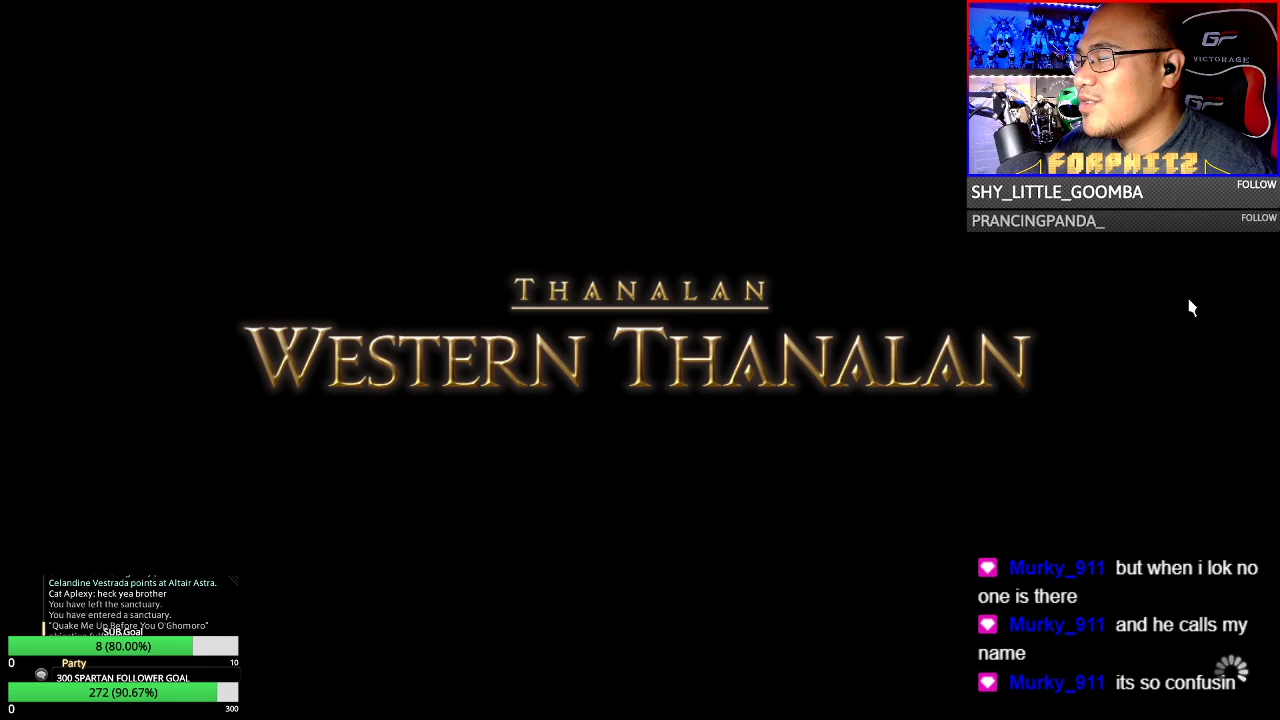 GF
VICTORAGE
GF
FORPHITZ
SHY_LITTLE_GOOMBA FOLLOW
PRANCINGPANDA_ FOLLOW
THANALAN
WESTERN THANALAN
Celandine Vestrada points at Altair Astra.
Cat Aplexy: heck yea brother
You have left the sanctuary.
You have entered a sanctuary.
"Quake Me Up Before You O'Ghomoro"
SUB Goal
8 (80.00%)
0 10
Party
300 SPARTAN FOLLOWER GOAL
272 (90.67%)
0 300
Murky_911 but when i lok no
one is there
Murky_911 and he calls my
name
Murky_911 its so confusin